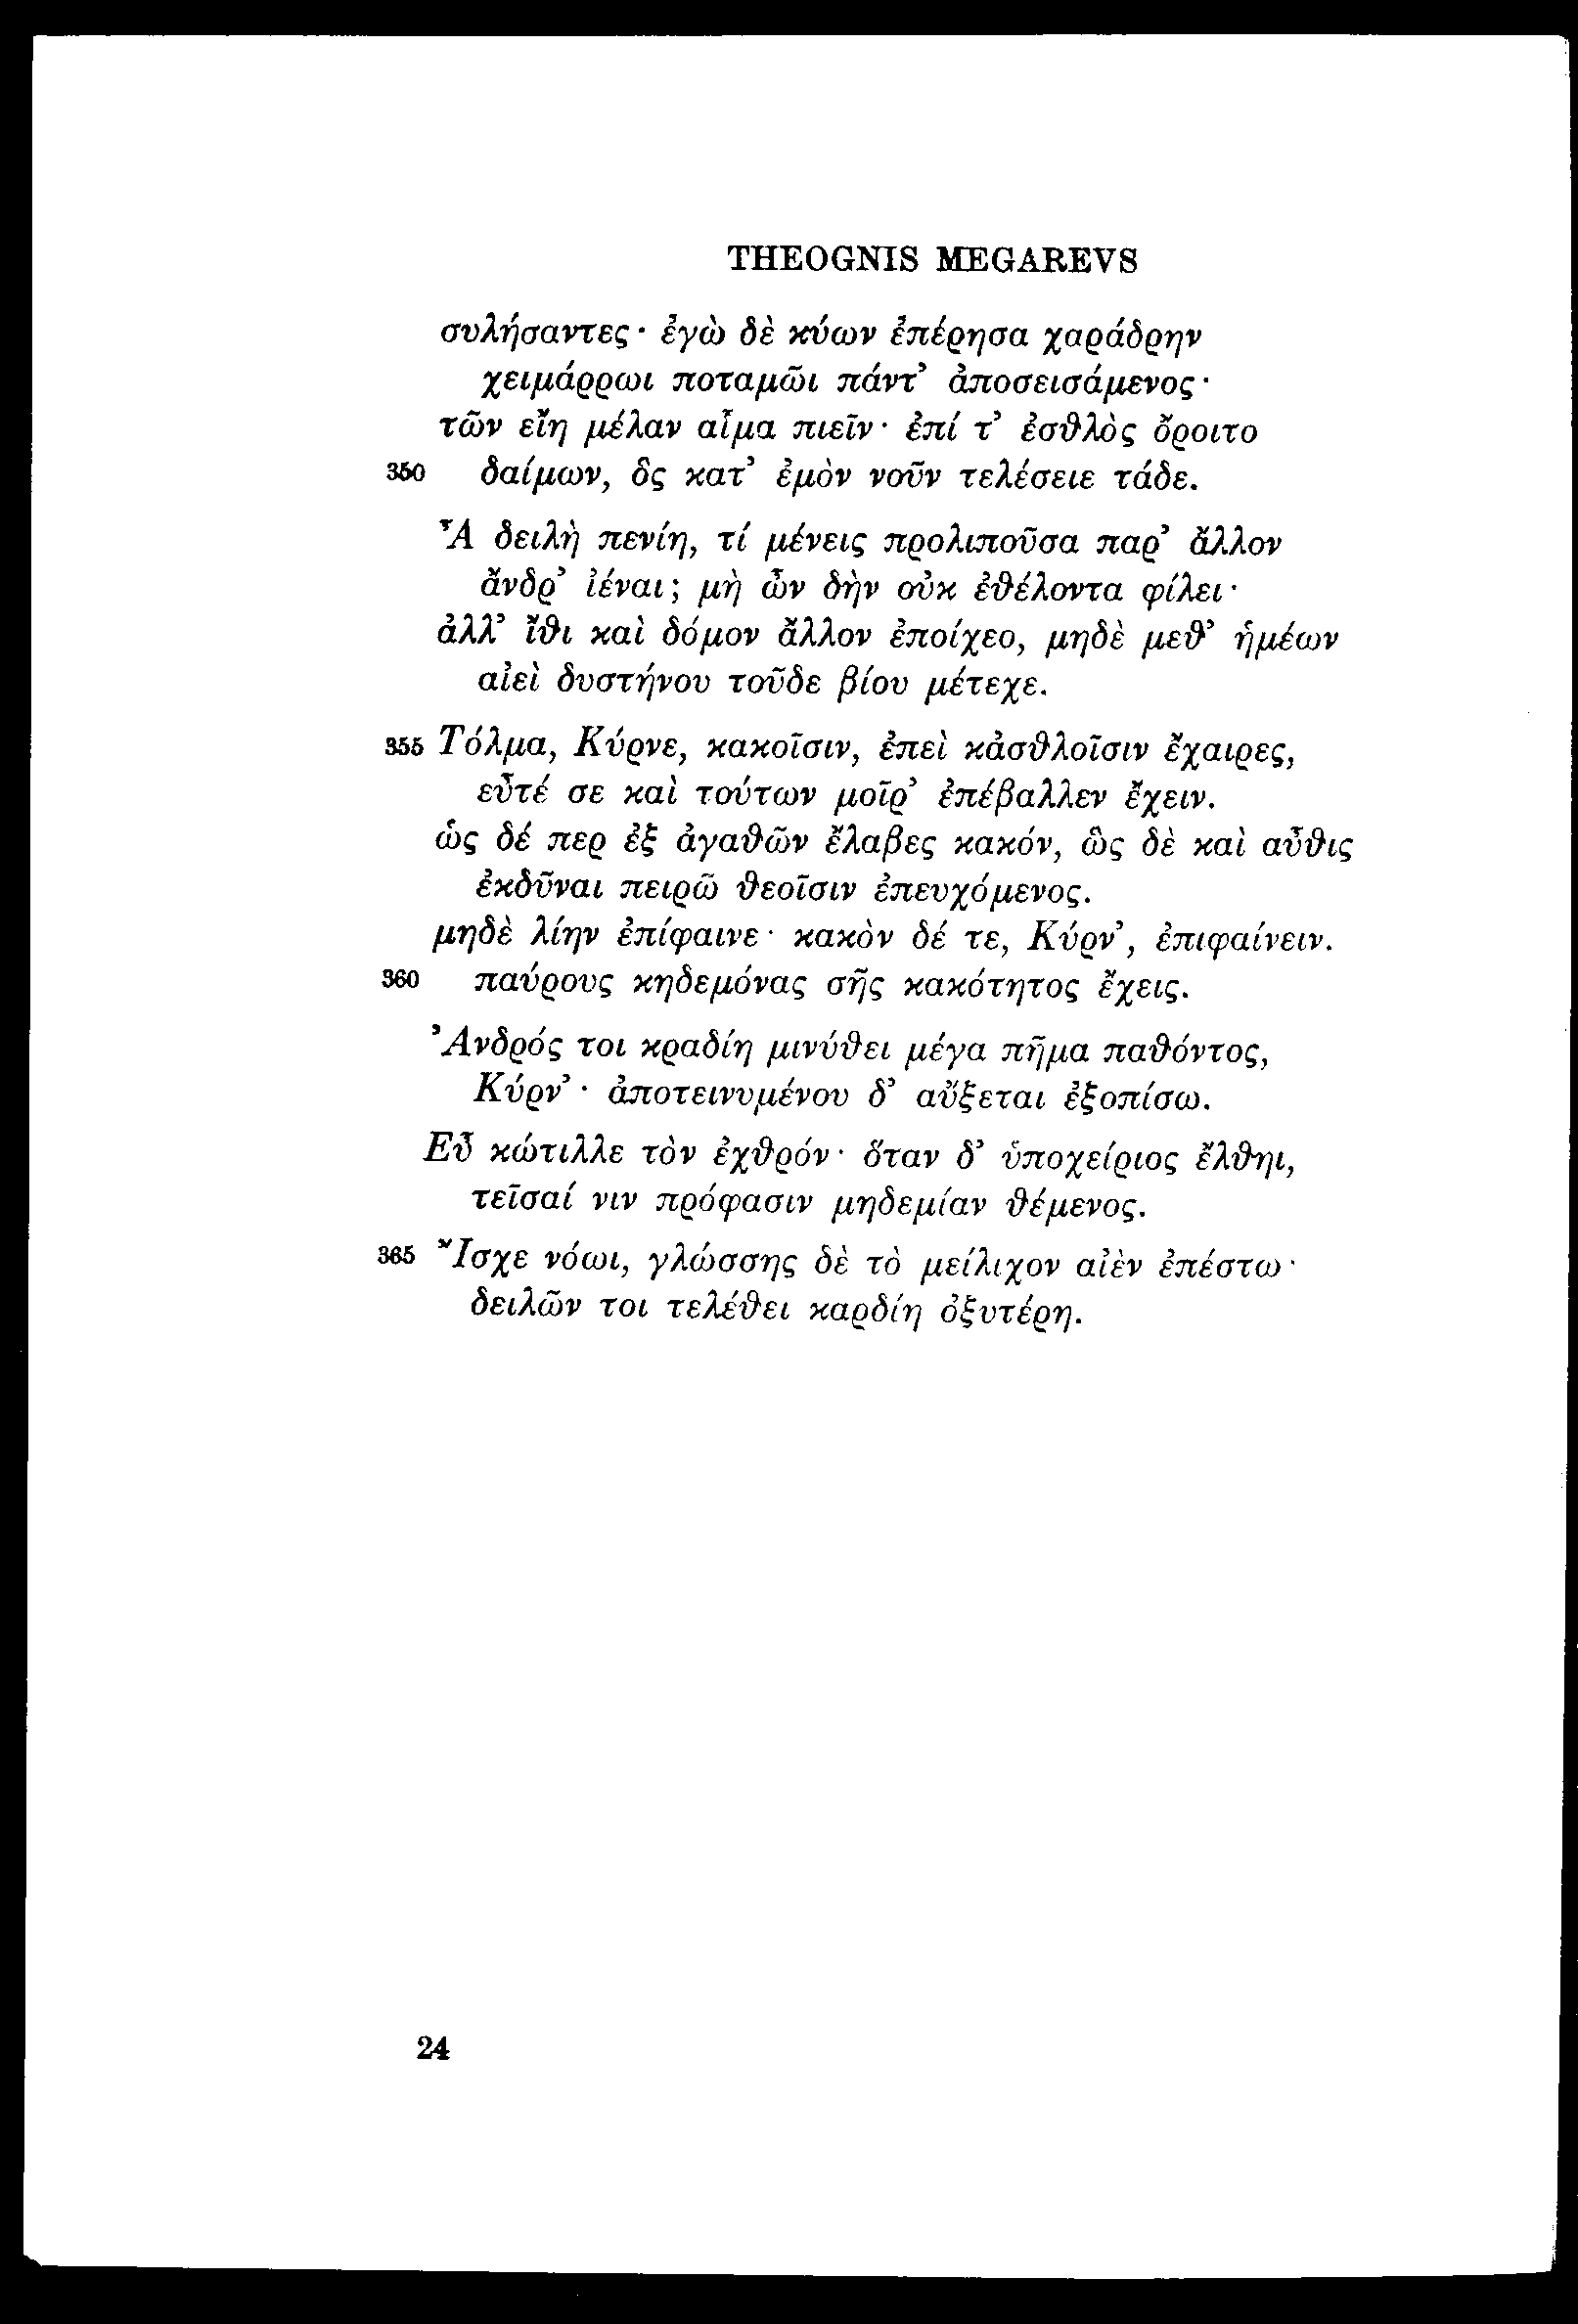 THEOGNIS MEGAREVS
συλήσαντες· ἐγὼ δὲ κύων ἐπέρησα χαράδρην
χειμάρρωι ποταμῶι πάντ’ ἀποσεισάμενος·
τῶν εἴη μέλαν αἷμα πιεῖν· ἐπί τ’ ἐσθλὸς ὄροιτο
350 δαίμων, ὃς κατ’ ἐμὸν νοῦν τελέσειε τάδε.
Ἆ δειλὴ πενίη, τί μένεις προλιποῦσα παρ’ ἄλλον
ἄνδρ’ ἰέναι; μὴ ὦν δὴν οὐκ ἐθέλοντα φίλει·
ἀλλ’ ἴθι καὶ δόμον ἄλλον ἐποίχεο, μηδὲ μεθ’ ἡμέων
αἰεὶ δυστήνου τοῦδε βίου μέτεχε.
355 Τόλμα, Κύρνε, κακοῖσιν, ἐπεὶ κἀσθλοῖσιν ἔχαιρες,
εὖτέ σε καὶ τούτων μοῖρ’ ἐπέβαλλεν ἔχειν.
ὡς δέ περ ἐξ ἀγαθῶν ἔλαβες κακόν, ὣς δὲ καὶ αὖθις
ἐκδῦναι πειρῶ θεοῖσιν ἐπευχόμενος.
μηδὲ λίην ἐπίφαινε· κακὸν δέ τε, Κύρν’, ἐπιφαίνειν.
360 παύρους κηδεμόνας σῆς κακότητος ἔχεις.
Ἀνδρός τοι κραδίη μινύθει μέγα πῆμα παθόντος,
Κύρν’· ἀποτεινυμένου δ’ αὔξεται ἐξοπίσω.
Εὖ κώτιλλε τὸν ἐχθρόν· ὅταν δ’ ὑποχείριος ἔλθηι,
τεῖσαί νιν πρόφασιν μηδεμίαν θέμενος.
365 Ἴσχε νόωι, γλώσσης δὲ τὸ μείλιχον αἰὲν ἐπέστω·
δειλῶν τοι τελέθει καρδίη ὀξυτέρη.
24